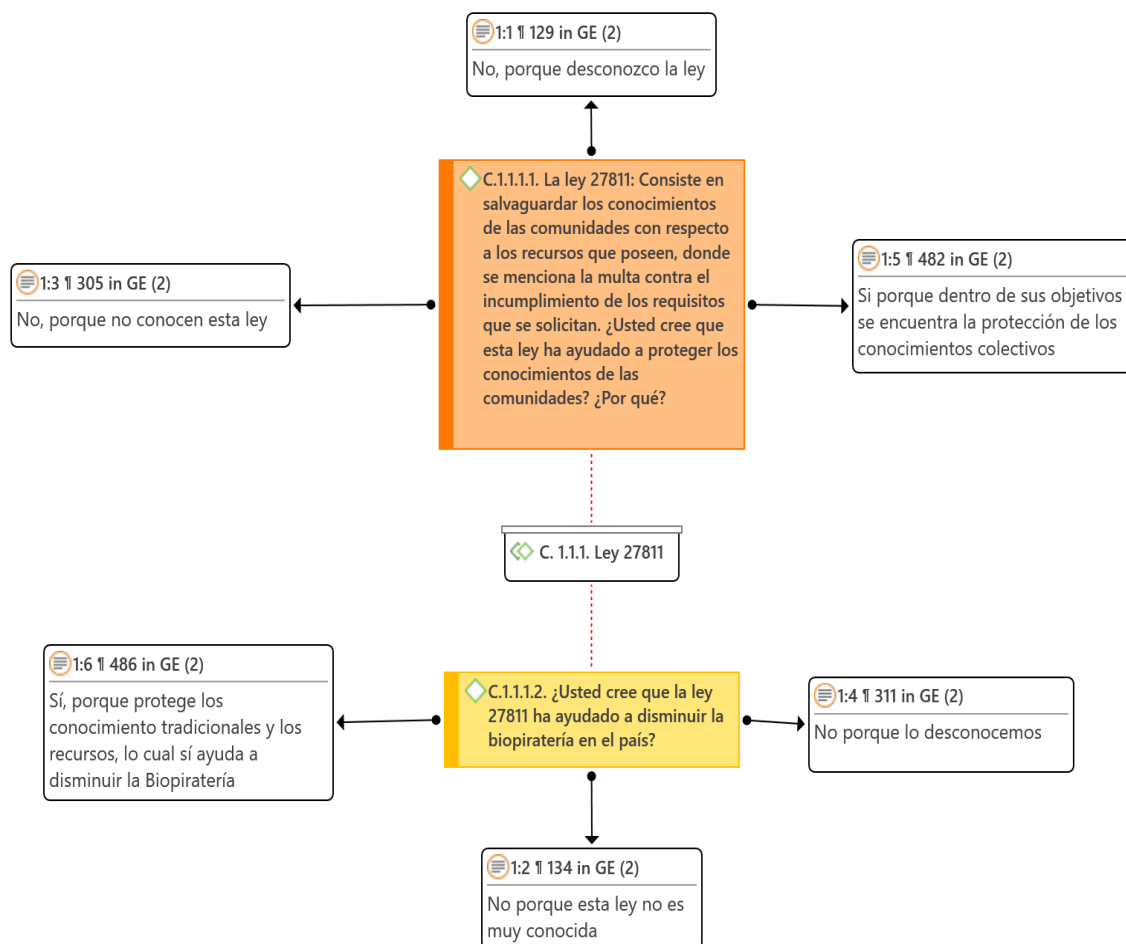 1:1 ¶ 129 in GE (2)
No, porque desconozco la ley
C.1.1.1.1. La ley 27811: Consiste en
salvaguardar los conocimientos
de las comunidades con respecto
a los recursos que poseen, donde
se menciona la multa contra el
incumplimiento de los requisitos
que se solicitan. ¿Usted cree que
esta ley ha ayudado a proteger los
conocimientos de las
comunidades? ¿Por qué?
1:3 ¶ 305 in GE (2)
No, porque no conocen esta ley
1:5 ¶ 482 in GE (2)
Si porque dentro de sus objetivos
se encuentra la protección de los
conocimientos colectivos
C. 1.1.1. Ley 27811
1:6 ¶ 486 in GE (2)
Sí, porque protege los
conocimiento tradicionales y los
recursos, lo cual sí ayuda a
disminuir la Biopiratería
C.1.1.1.2. ¿Usted cree que la ley
27811 ha ayudado a disminuir la
biopiratería en el país?
1:4 ¶ 311 in GE (2)
No porque lo desconocemos
1:2 ¶ 134 in GE (2)
No porque esta ley no es
muy conocida